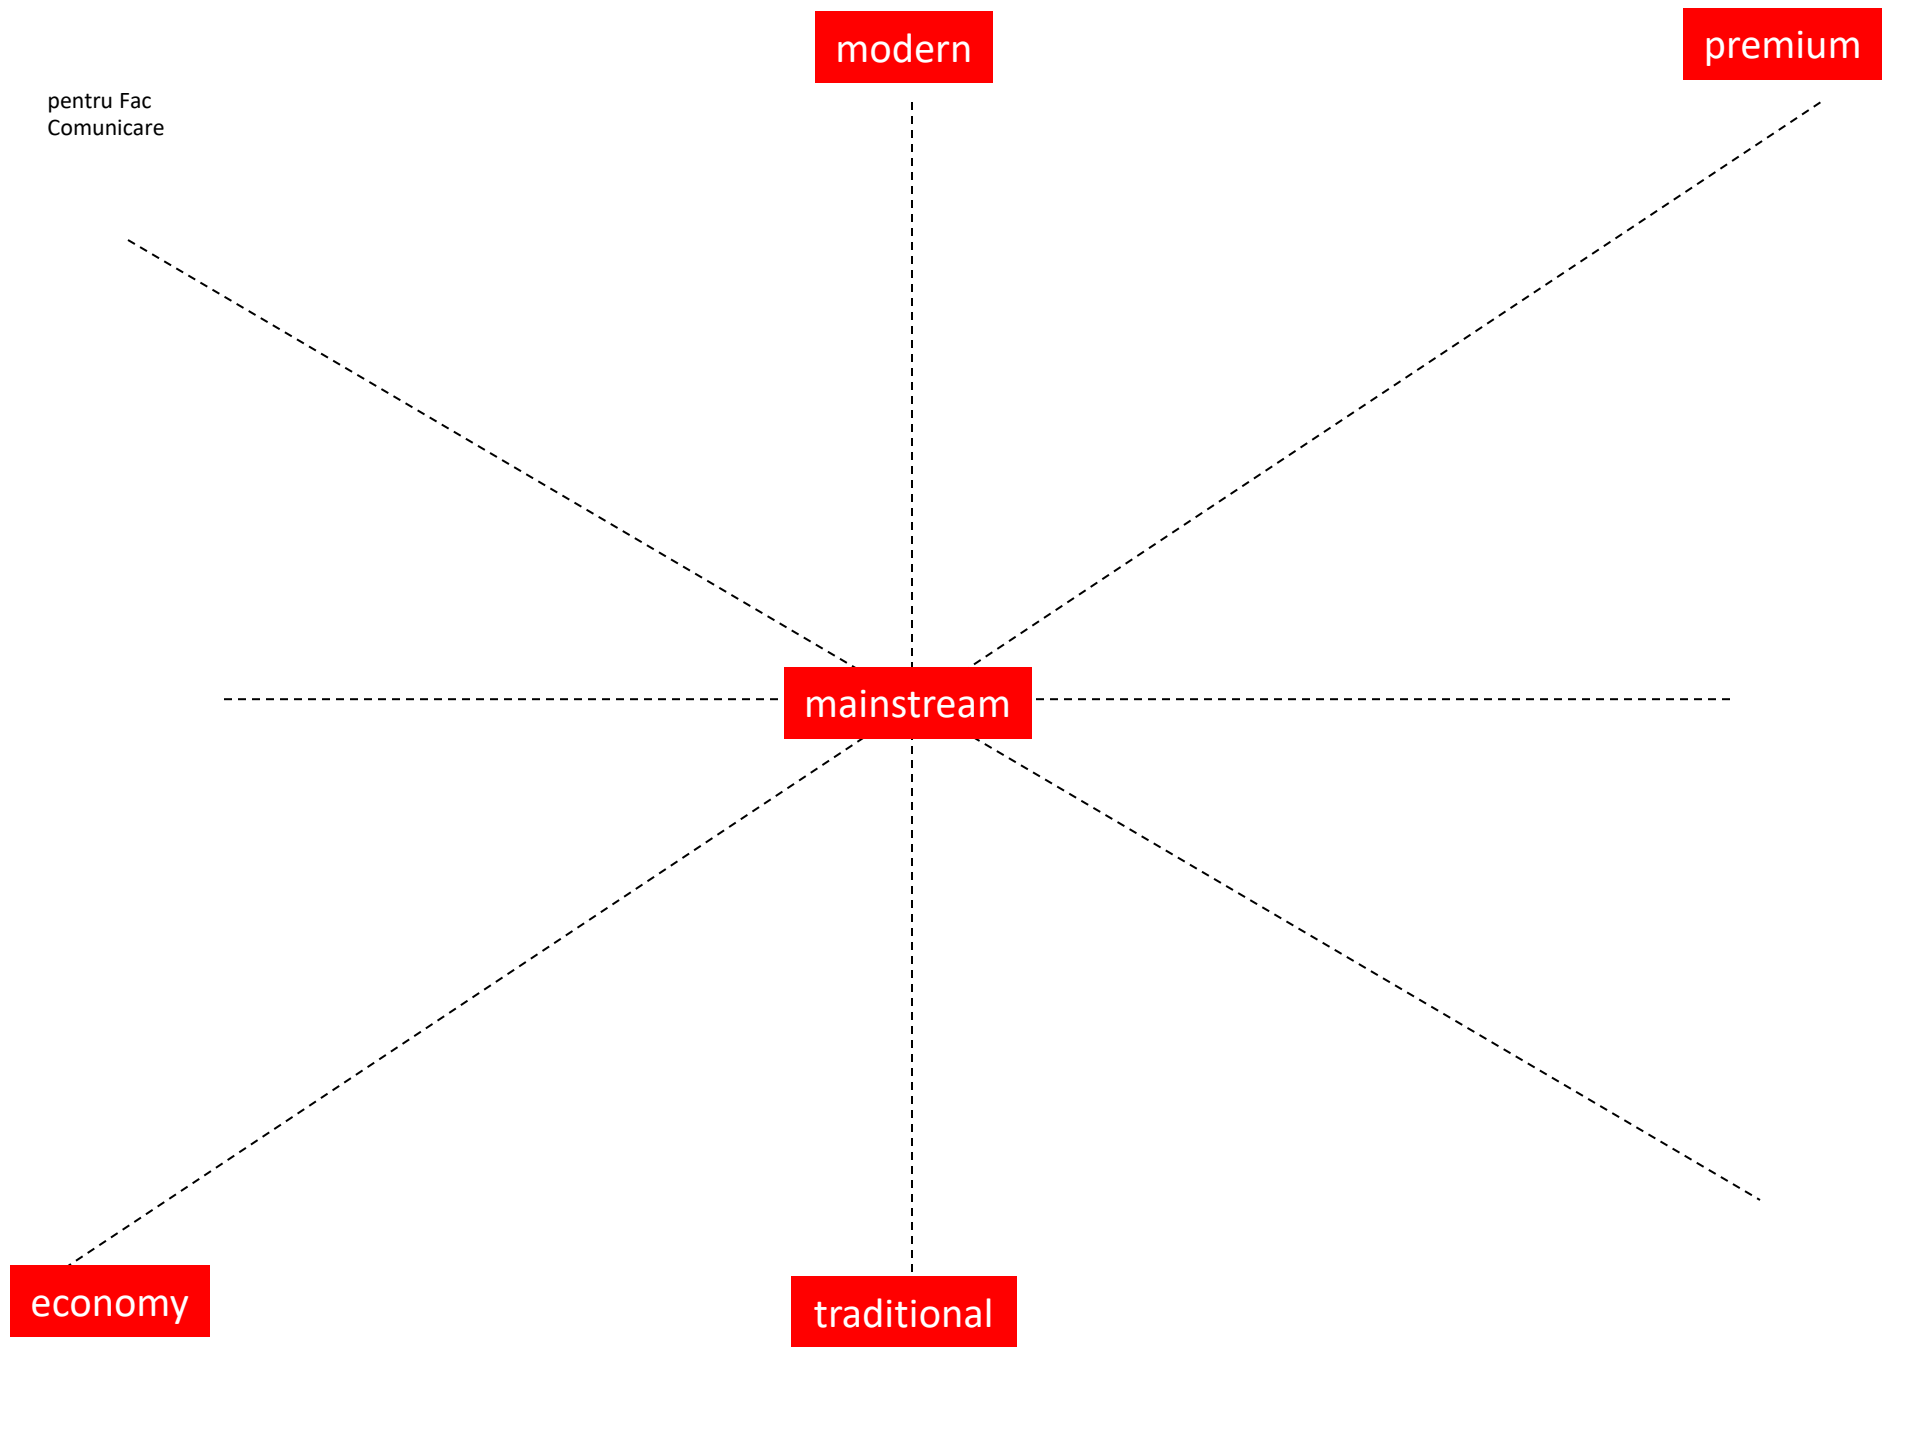 modern
premium
pentru Fac
Comunicare
mainstream
economy
traditional